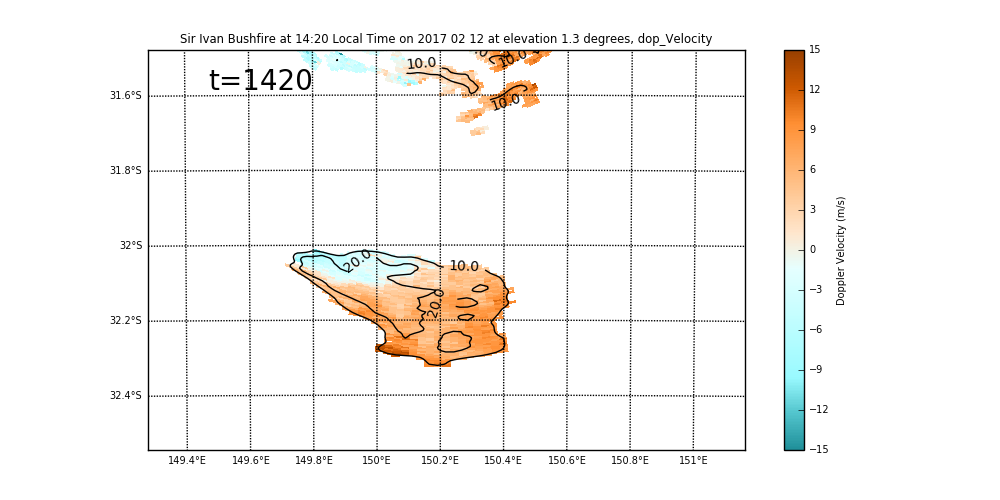 Sir Ivan Bushfire at 14:20 Local Time on 2017 02 12 at elevation 1.3 degrees, dop_Velocity
t=1420
10.0
10.0
10.0
31.6°S
31.8°S
32°S
32.2°S
32.4°S
20.0
10.0
20.0
149.4°E 149.6°E 149.8°E 150°E 150.2°E 150.4°E 150.6°E 150.8°E 151°E
15
12
9
6
3
0
−3
−6
−9
−12
−15
Doppler Velocity (m/s)